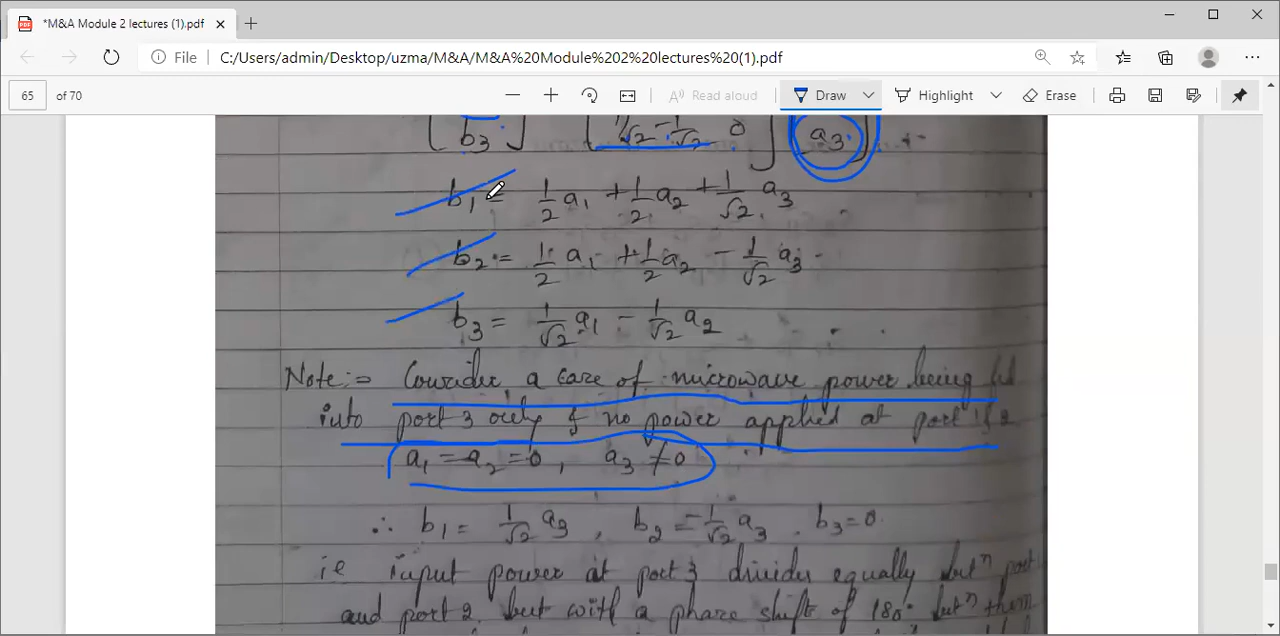 *M&A Module 2 lectures (1).pdf
File C:/Users/admin/Desktop/uzma/M&A/M&A%20Module%202%20lectures%20(1).pdf
65 of 70 Read aloud Draw Highlight Erase
b3 1/√2 -1/√2 0 a3
b1 = 1/2 a1 + 1/2 a2 + 1/√2 a3
b2 = 1/2 a1 + 1/2 a2 - 1/√2 a3
b3 = 1/√2 a1 - 1/√2 a2
Note:⇒ Consider a case of microwave power being fed
into port 3 only & no power applied at port 1 & 2
a1 = a2 = 0, a3 ≠ 0
∴ b1 = 1/√2 a3, b2 = -1/√2 a3, b3 = 0
ie input power at port 3 divides equally betn port
and port 2 but with a phase shift of 180° betn them